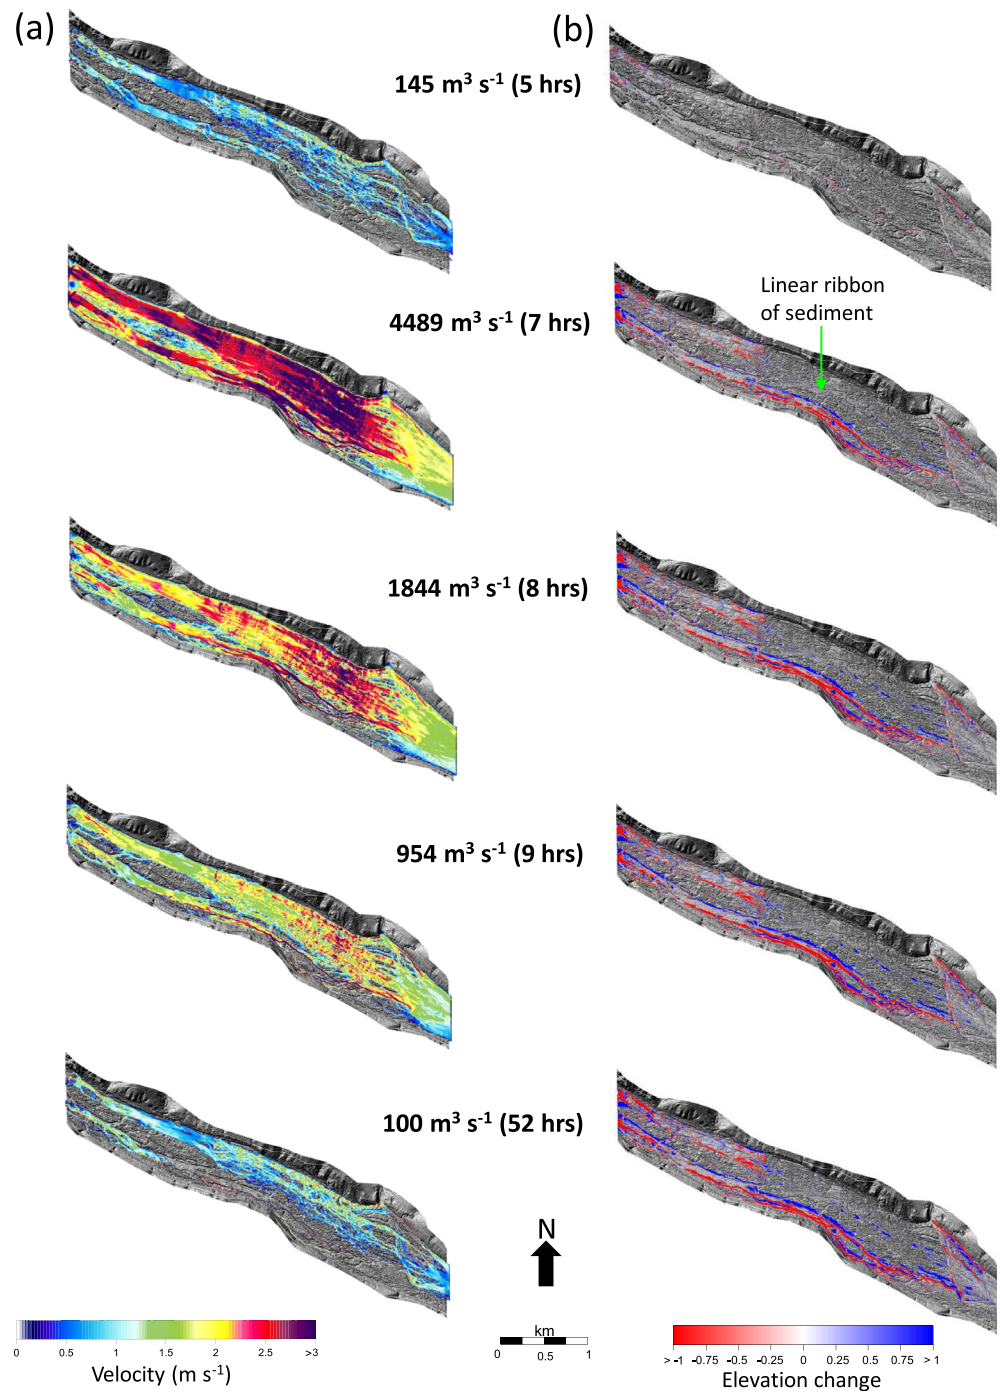 (a)
(b)
145 m³ s⁻¹ (5 hrs)
4489 m³ s⁻¹ (7 hrs)
Linear ribbon
of sediment
1844 m³ s⁻¹ (8 hrs)
954 m³ s⁻¹ (9 hrs)
100 m³ s⁻¹ (52 hrs)
N
km
0 0.5 1
0 0.5 1 1.5 2 2.5 >3
Velocity (m s⁻¹)
> -1 -0.75 -0.5 -0.25 0 0.25 0.5 0.75 > 1
Elevation change